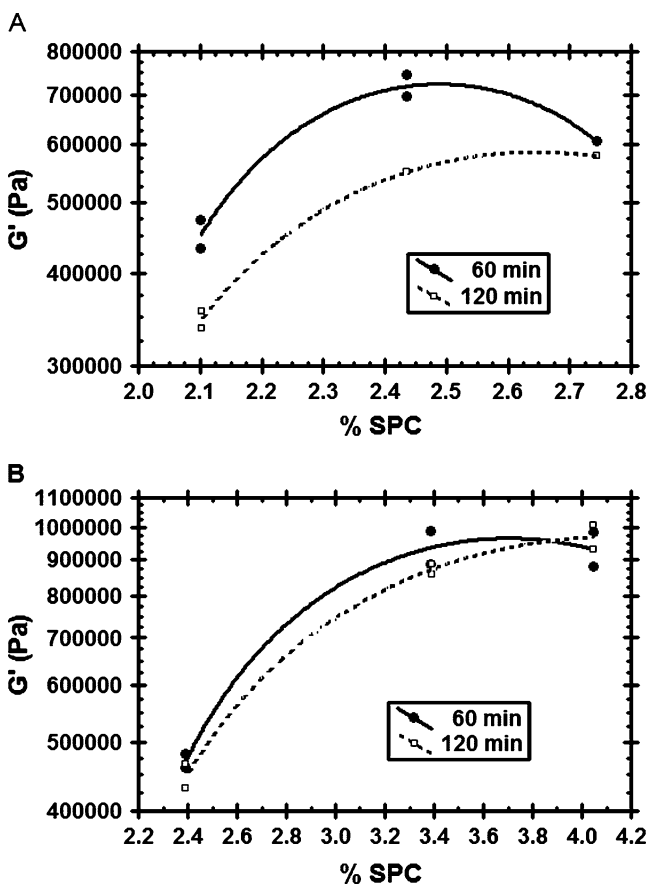 A
800000
700000
600000
500000
400000
300000
G' (Pa)
60 min
120 min
2.0 2.1 2.2 2.3 2.4 2.5 2.6 2.7 2.8
% SPC
B
1100000
1000000
900000
800000
700000
600000
500000
400000
G' (Pa)
60 min
120 min
2.2 2.4 2.6 2.8 3.0 3.2 3.4 3.6 3.8 4.0 4.2
% SPC